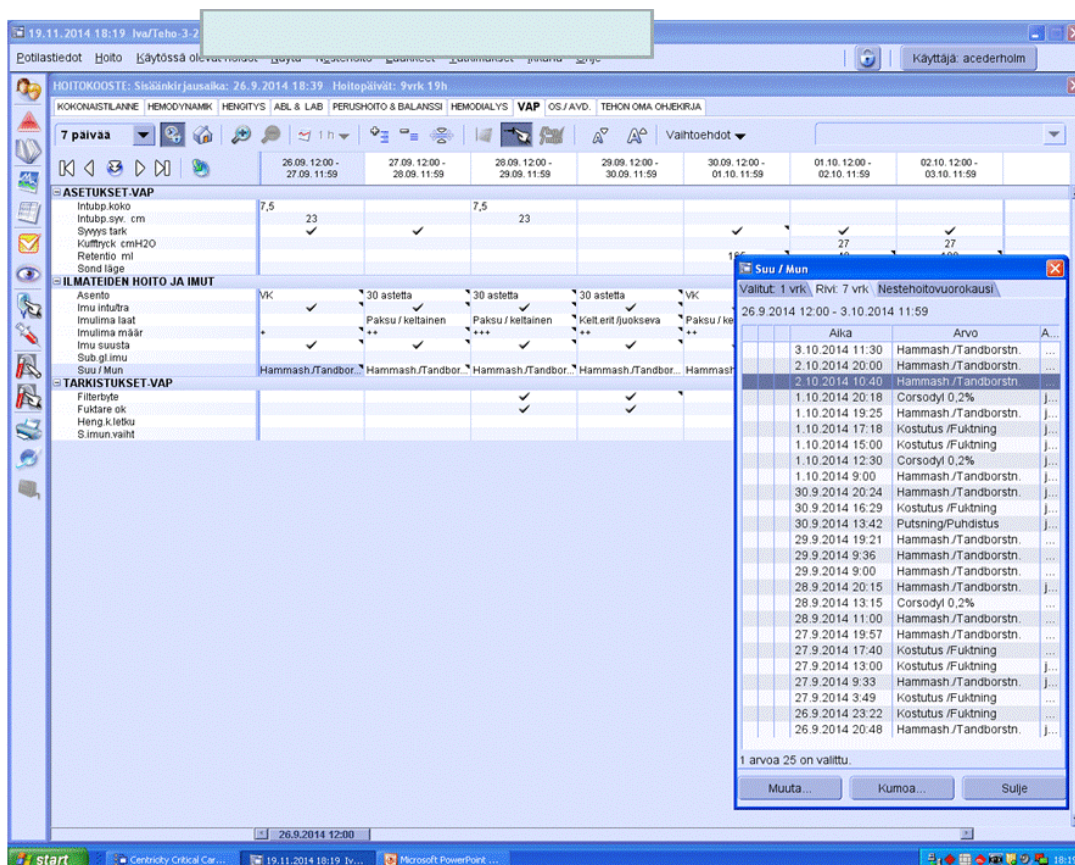 19.11.2014 18:19 Iva/Teho-3-2
Potilastiedot Hoito Käytössä olevat hoidot Näytä Nestehoito Lääkkeet Tutkimukset Ikkuna Ohje
Käyttäjä: acederholm
HOITOKOOSTE: Sisäänkirjausaika: 26.9.2014 18:39 Hoitopäivät: 9vrk 19h
KOKONAISTILANNE HEMODYNAMIK HENGITYS ABL & LAB PERUSHOITO & BALANSSI HEMODIALYS VAP OS./AVD. TEHON OMA OHJEKIRJA
7 päivää 1 h Vaihtoehdot
26.09. 12:00 - 27.09. 12:00 - 28.09. 12:00 - 29.09. 12:00 - 30.09. 12:00 - 01.10. 12:00 - 02.10. 12:00 -
27.09. 11:59 28.09. 11:59 29.09. 11:59 30.09. 11:59 01.10. 11:59 02.10. 11:59 03.10. 11:59
ASETUKSET-VAP
Intubp.koko 7,5 7,5
Intubp.syv. cm 23 23
Syvyys tark ✓ ✓ ✓ ✓ ✓
Kufftryck cmH2O 27 27
Retentio ml
Sond läge
ILMATEIDEN HOITO JA IMUT
Asento VK 30 astetta 30 astetta 30 astetta VK
Imu intu/tra ✓ ✓ ✓ ✓
Imulima laat Paksu / keltainen Paksu / keltainen Kelt.erit /juokseva Paksu / ke
Imulima määr + ++ +++ ++ ++
Imu suusta ✓ ✓ ✓ ✓
Sub.gl.imu
Suu / Mun Hammash./Tandbor... Hammash./Tandbor... Hammash./Tandbor... Hammash./Tandbor... Hammash
TARKISTUKSET-VAP
Filterbyte ✓ ✓
Fuktare ok ✓ ✓
Heng.k.letku
S.imun.vaiht
Suu / Mun
Valitut: 1 vrk Rivi: 7 vrk Nestehoitovuorokausi
26.9.2014 12:00 - 3.10.2014 11:59
Aika Arvo A...
3.10.2014 11:30 Hammash./Tandborstn. ...
2.10.2014 20:00 Hammash./Tandborstn. ...
2.10.2014 10:40 Hammash./Tandborstn. ...
1.10.2014 20:18 Corsodyl 0,2% j...
1.10.2014 19:25 Hammash./Tandborstn. j...
1.10.2014 17:18 Kostutus /Fuktning j...
1.10.2014 15:00 Kostutus /Fuktning j...
1.10.2014 12:30 Corsodyl 0,2% j...
1.10.2014 9:00 Hammash./Tandborstn. j...
30.9.2014 20:24 Hammash./Tandborstn. j...
30.9.2014 16:29 Kostutus /Fuktning j...
30.9.2014 13:42 Putsning/Puhdistus j...
29.9.2014 19:21 Hammash./Tandborstn. ...
29.9.2014 9:36 Hammash./Tandborstn. ...
29.9.2014 9:00 Hammash./Tandborstn. ...
28.9.2014 20:15 Hammash./Tandborstn. j...
28.9.2014 13:15 Corsodyl 0,2% ...
28.9.2014 11:00 Hammash./Tandborstn. ...
27.9.2014 19:57 Hammash./Tandborstn. ...
27.9.2014 17:40 Kostutus /Fuktning ...
27.9.2014 13:00 Kostutus /Fuktning j...
27.9.2014 9:33 Hammash./Tandborstn. j...
27.9.2014 3:49 Kostutus /Fuktning ...
26.9.2014 23:22 Kostutus /Fuktning ...
26.9.2014 20:48 Hammash./Tandborstn. j...
1 arvoa 25 on valittu.
Muuta... Kumoa... Sulje
26.9.2014 12:00
start Centricity Critical Car... 19.11.2014 18:19 Iv... Microsoft PowerPoint ...